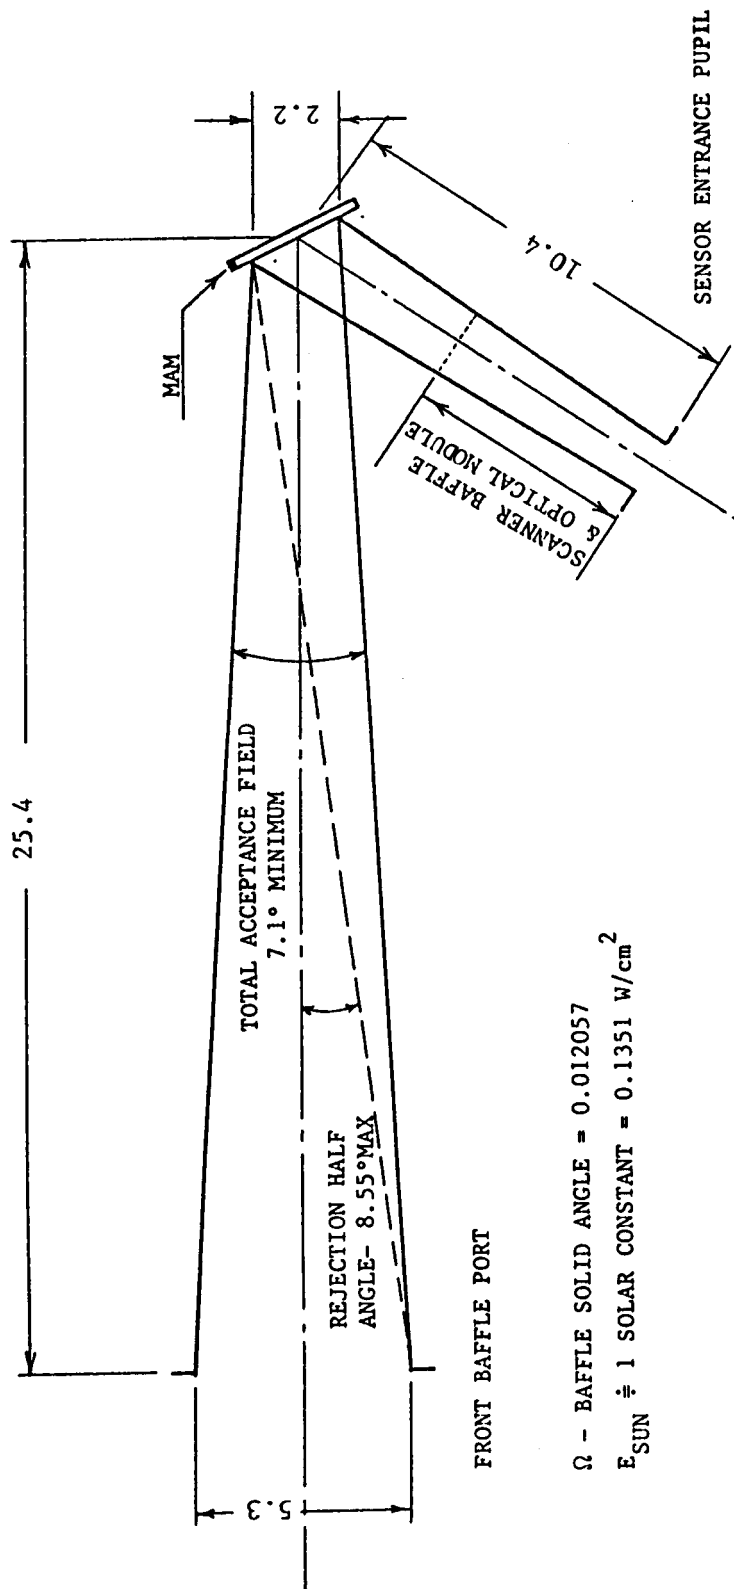 25.4
MAM
2.2
10.4
SCANNER BAFFLE
& OPTICAL MODULE
SENSOR ENTRANCE PUPIL
TOTAL ACCEPTANCE FIELD
7.1° MINIMUM
REJECTION HALF
ANGLE- 8.55°MAX
5.3
FRONT BAFFLE PORT
Ω - BAFFLE SOLID ANGLE = 0.012057
E_SUN ≑ 1 SOLAR CONSTANT = 0.1351 W/cm²